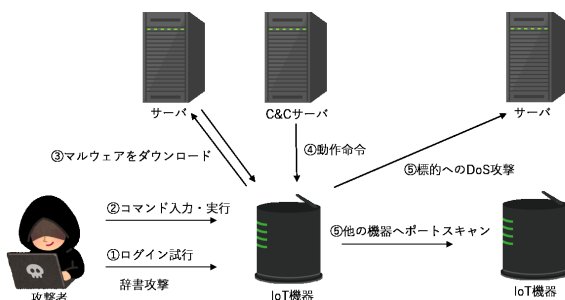 サーバ
C&Cサーバ
サーバ
③マルウェアをダウンロード
④動作命令
⑤標的へのDoS攻撃
②コマンド入力・実行
⑤他の機器へポートスキャン
①ログイン試行
辞書攻撃
攻撃者
IoT機器
IoT機器